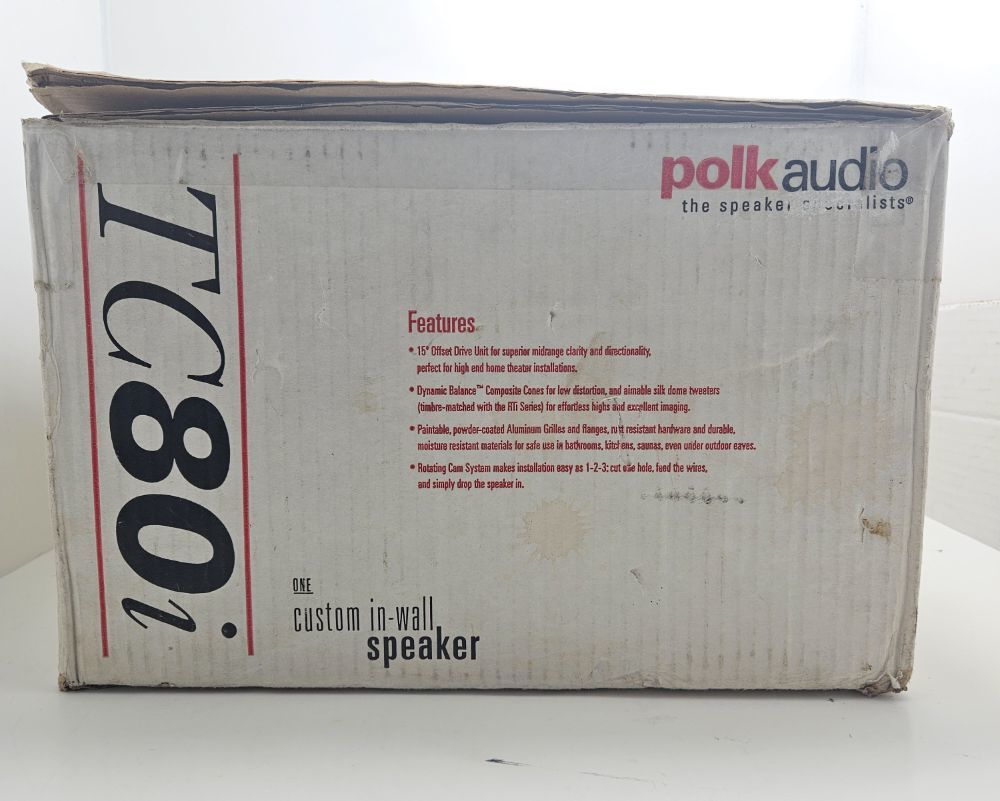 TC80i
polkaudio
the speaker specialists®
Features
• 15° Offset Drive Unit for superior midrange clarity and directionality,
perfect for high end home theater installations.
• Dynamic Balance™ Composite Cones for low distortion, and aimable silk dome tweeters
(timbre-matched with the RTi Series) for effortless highs and excellent imaging.
• Paintable, powder-coated Aluminum Grilles and flanges, rust resistant hardware and durable,
moisture resistant materials for safe use in bathrooms, kitchens, saunas, even under outdoor eaves.
• Rotating Cam System makes installation easy as 1-2-3: cut one hole, feed the wires,
and simply drop the speaker in.
ONE
custom in-wall
speaker